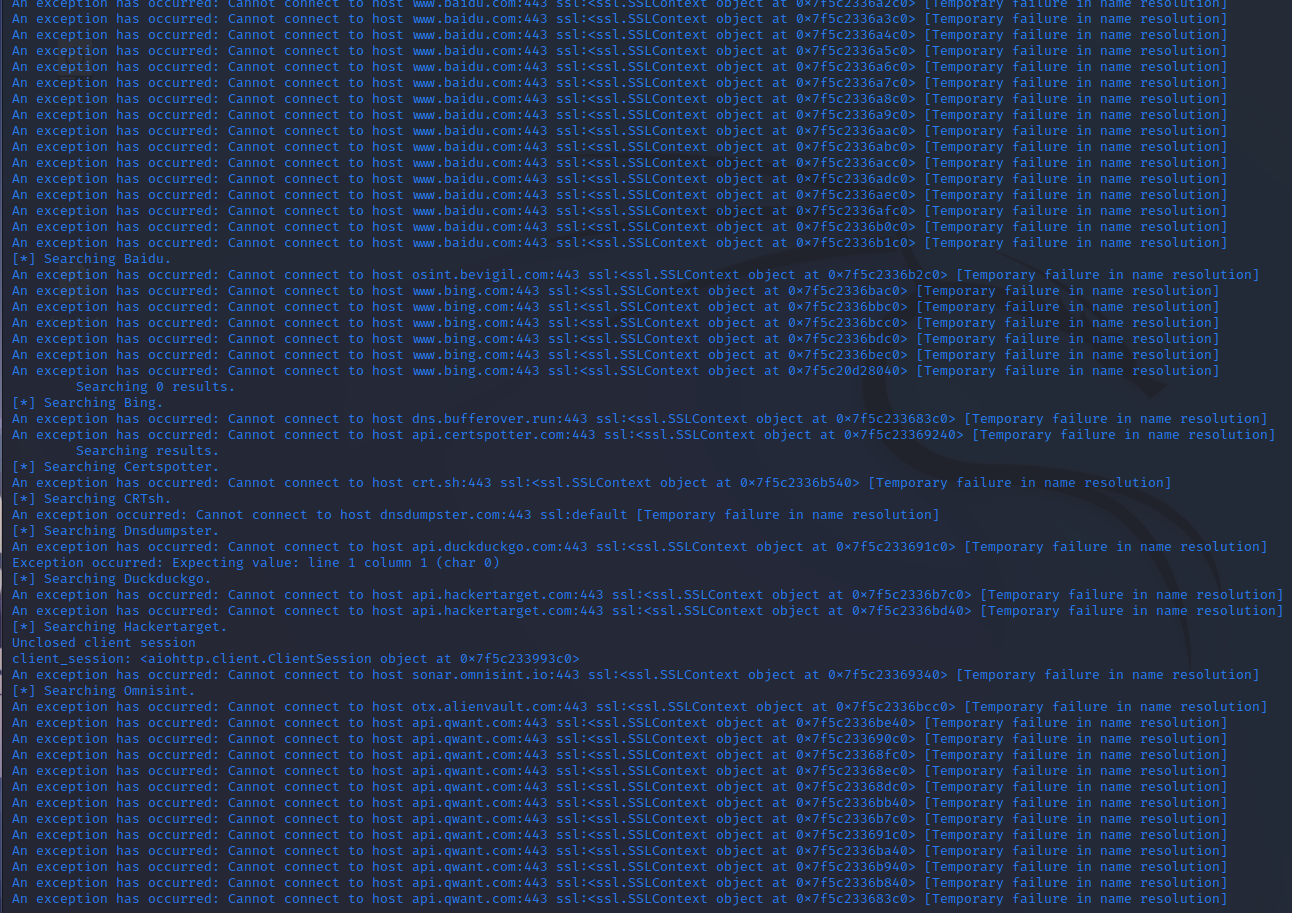 An exception has occurred: Cannot connect to host www.baidu.com:443 ssl:<ssl.SSLContext object at 0×7f5c2336a2c0> [Temporary failure in name resolution]
An exception has occurred: Cannot connect to host www.baidu.com:443 ssl:<ssl.SSLContext object at 0×7f5c2336a3c0> [Temporary failure in name resolution]
An exception has occurred: Cannot connect to host www.baidu.com:443 ssl:<ssl.SSLContext object at 0×7f5c2336a4c0> [Temporary failure in name resolution]
An exception has occurred: Cannot connect to host www.baidu.com:443 ssl:<ssl.SSLContext object at 0×7f5c2336a5c0> [Temporary failure in name resolution]
An exception has occurred: Cannot connect to host www.baidu.com:443 ssl:<ssl.SSLContext object at 0×7f5c2336a6c0> [Temporary failure in name resolution]
An exception has occurred: Cannot connect to host www.baidu.com:443 ssl:<ssl.SSLContext object at 0×7f5c2336a7c0> [Temporary failure in name resolution]
An exception has occurred: Cannot connect to host www.baidu.com:443 ssl:<ssl.SSLContext object at 0×7f5c2336a8c0> [Temporary failure in name resolution]
An exception has occurred: Cannot connect to host www.baidu.com:443 ssl:<ssl.SSLContext object at 0×7f5c2336a9c0> [Temporary failure in name resolution]
An exception has occurred: Cannot connect to host www.baidu.com:443 ssl:<ssl.SSLContext object at 0×7f5c2336aac0> [Temporary failure in name resolution]
An exception has occurred: Cannot connect to host www.baidu.com:443 ssl:<ssl.SSLContext object at 0×7f5c2336abc0> [Temporary failure in name resolution]
An exception has occurred: Cannot connect to host www.baidu.com:443 ssl:<ssl.SSLContext object at 0×7f5c2336acc0> [Temporary failure in name resolution]
An exception has occurred: Cannot connect to host www.baidu.com:443 ssl:<ssl.SSLContext object at 0×7f5c2336adc0> [Temporary failure in name resolution]
An exception has occurred: Cannot connect to host www.baidu.com:443 ssl:<ssl.SSLContext object at 0×7f5c2336aec0> [Temporary failure in name resolution]
An exception has occurred: Cannot connect to host www.baidu.com:443 ssl:<ssl.SSLContext object at 0×7f5c2336afc0> [Temporary failure in name resolution]
An exception has occurred: Cannot connect to host www.baidu.com:443 ssl:<ssl.SSLContext object at 0×7f5c2336b0c0> [Temporary failure in name resolution]
An exception has occurred: Cannot connect to host www.baidu.com:443 ssl:<ssl.SSLContext object at 0×7f5c2336b1c0> [Temporary failure in name resolution]
[*] Searching Baidu.
An exception has occurred: Cannot connect to host osint.bevigil.com:443 ssl:<ssl.SSLContext object at 0×7f5c2336b2c0> [Temporary failure in name resolution]
An exception has occurred: Cannot connect to host www.bing.com:443 ssl:<ssl.SSLContext object at 0×7f5c2336bac0> [Temporary failure in name resolution]
An exception has occurred: Cannot connect to host www.bing.com:443 ssl:<ssl.SSLContext object at 0×7f5c2336bbc0> [Temporary failure in name resolution]
An exception has occurred: Cannot connect to host www.bing.com:443 ssl:<ssl.SSLContext object at 0×7f5c2336bcc0> [Temporary failure in name resolution]
An exception has occurred: Cannot connect to host www.bing.com:443 ssl:<ssl.SSLContext object at 0×7f5c2336bdc0> [Temporary failure in name resolution]
An exception has occurred: Cannot connect to host www.bing.com:443 ssl:<ssl.SSLContext object at 0×7f5c2336bec0> [Temporary failure in name resolution]
An exception has occurred: Cannot connect to host www.bing.com:443 ssl:<ssl.SSLContext object at 0×7f5c20d28040> [Temporary failure in name resolution]
Searching 0 results.
[*] Searching Bing.
An exception has occurred: Cannot connect to host dns.bufferover.run:443 ssl:<ssl.SSLContext object at 0×7f5c233683c0> [Temporary failure in name resolution]
An exception has occurred: Cannot connect to host api.certspotter.com:443 ssl:<ssl.SSLContext object at 0×7f5c23369240> [Temporary failure in name resolution]
Searching results.
[*] Searching Certspotter.
An exception has occurred: Cannot connect to host crt.sh:443 ssl:<ssl.SSLContext object at 0×7f5c2336b540> [Temporary failure in name resolution]
[*] Searching CRTsh.
An exception occurred: Cannot connect to host dnsdumpster.com:443 ssl:default [Temporary failure in name resolution]
[*] Searching Dnsdumpster.
An exception has occurred: Cannot connect to host api.duckduckgo.com:443 ssl:<ssl.SSLContext object at 0×7f5c233691c0> [Temporary failure in name resolution]
Exception occurred: Expecting value: line 1 column 1 (char 0)
[*] Searching Duckduckgo.
An exception has occurred: Cannot connect to host api.hackertarget.com:443 ssl:<ssl.SSLContext object at 0×7f5c2336b7c0> [Temporary failure in name resolution]
An exception has occurred: Cannot connect to host api.hackertarget.com:443 ssl:<ssl.SSLContext object at 0×7f5c2336bd40> [Temporary failure in name resolution]
[*] Searching Hackertarget.
Unclosed client session
client_session: <aiohttp.client.ClientSession object at 0×7f5c233993c0>
An exception has occurred: Cannot connect to host sonar.omnisint.io:443 ssl:<ssl.SSLContext object at 0×7f5c23369340> [Temporary failure in name resolution]
[*] Searching Omnisint.
An exception has occurred: Cannot connect to host otx.alienvault.com:443 ssl:<ssl.SSLContext object at 0×7f5c2336bcc0> [Temporary failure in name resolution]
An exception has occurred: Cannot connect to host api.qwant.com:443 ssl:<ssl.SSLContext object at 0×7f5c2336be40> [Temporary failure in name resolution]
An exception has occurred: Cannot connect to host api.qwant.com:443 ssl:<ssl.SSLContext object at 0×7f5c233690c0> [Temporary failure in name resolution]
An exception has occurred: Cannot connect to host api.qwant.com:443 ssl:<ssl.SSLContext object at 0×7f5c23368fc0> [Temporary failure in name resolution]
An exception has occurred: Cannot connect to host api.qwant.com:443 ssl:<ssl.SSLContext object at 0×7f5c23368ec0> [Temporary failure in name resolution]
An exception has occurred: Cannot connect to host api.qwant.com:443 ssl:<ssl.SSLContext object at 0×7f5c23368dc0> [Temporary failure in name resolution]
An exception has occurred: Cannot connect to host api.qwant.com:443 ssl:<ssl.SSLContext object at 0×7f5c2336bb40> [Temporary failure in name resolution]
An exception has occurred: Cannot connect to host api.qwant.com:443 ssl:<ssl.SSLContext object at 0×7f5c2336b7c0> [Temporary failure in name resolution]
An exception has occurred: Cannot connect to host api.qwant.com:443 ssl:<ssl.SSLContext object at 0×7f5c233691c0> [Temporary failure in name resolution]
An exception has occurred: Cannot connect to host api.qwant.com:443 ssl:<ssl.SSLContext object at 0×7f5c2336ba40> [Temporary failure in name resolution]
An exception has occurred: Cannot connect to host api.qwant.com:443 ssl:<ssl.SSLContext object at 0×7f5c2336b940> [Temporary failure in name resolution]
An exception has occurred: Cannot connect to host api.qwant.com:443 ssl:<ssl.SSLContext object at 0×7f5c2336b840> [Temporary failure in name resolution]
An exception has occurred: Cannot connect to host api.qwant.com:443 ssl:<ssl.SSLContext object at 0×7f5c233683c0> [Temporary failure in name resolution]